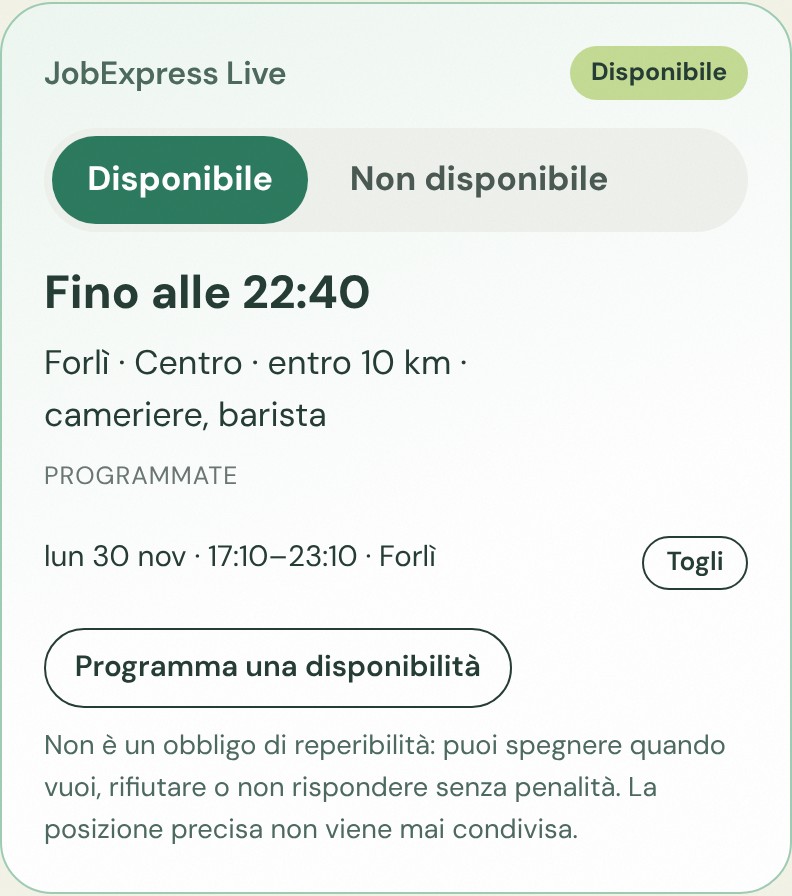 JobExpress Live
Disponibile
Disponibile
Non disponibile
Fino alle 22:40
Forlì · Centro · entro 10 km ·
cameriere, barista
PROGRAMMATE
lun 30 nov · 17:10–23:10 · Forlì
Togli
Programma una disponibilità
Non è un obbligo di reperibilità: puoi spegnere quando
vuoi, rifiutare o non rispondere senza penalità. La
posizione precisa non viene mai condivisa.